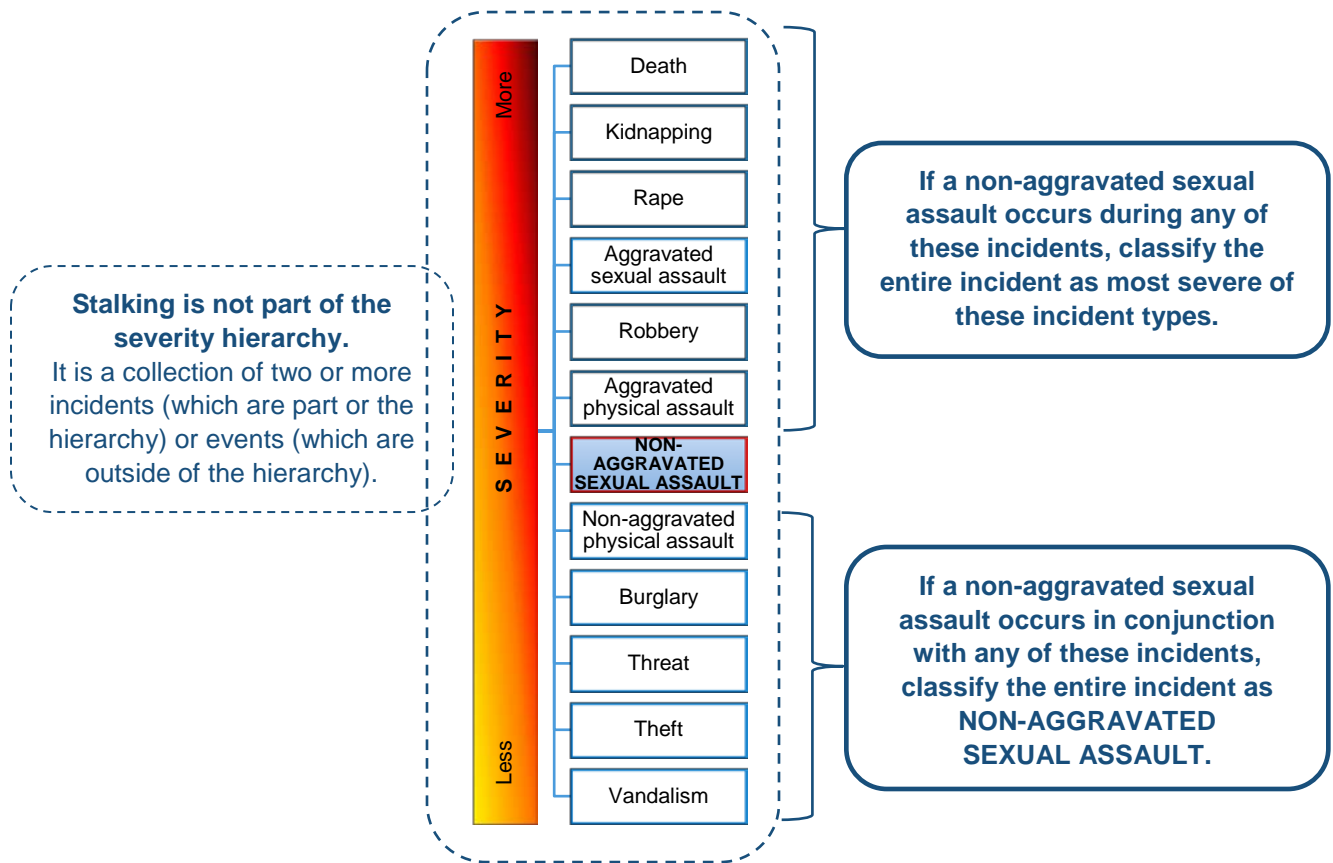 More
SEVERITY
Less
Death
Kidnapping
Rape
Aggravated
sexual assault
Robbery
Aggravated
physical assault
NON-
AGGRAVATED
SEXUAL ASSAULT
Non-aggravated
physical assault
Burglary
Threat
Theft
Vandalism
Stalking is not part of the
severity hierarchy.
It is a collection of two or more
incidents (which are part or the
hierarchy) or events (which are
outside of the hierarchy).
If a non-aggravated sexual
assault occurs during any of
these incidents, classify the
entire incident as most severe of
these incident types.
If a non-aggravated sexual
assault occurs in conjunction
with any of these incidents,
classify the entire incident as
NON-AGGRAVATED
SEXUAL ASSAULT.